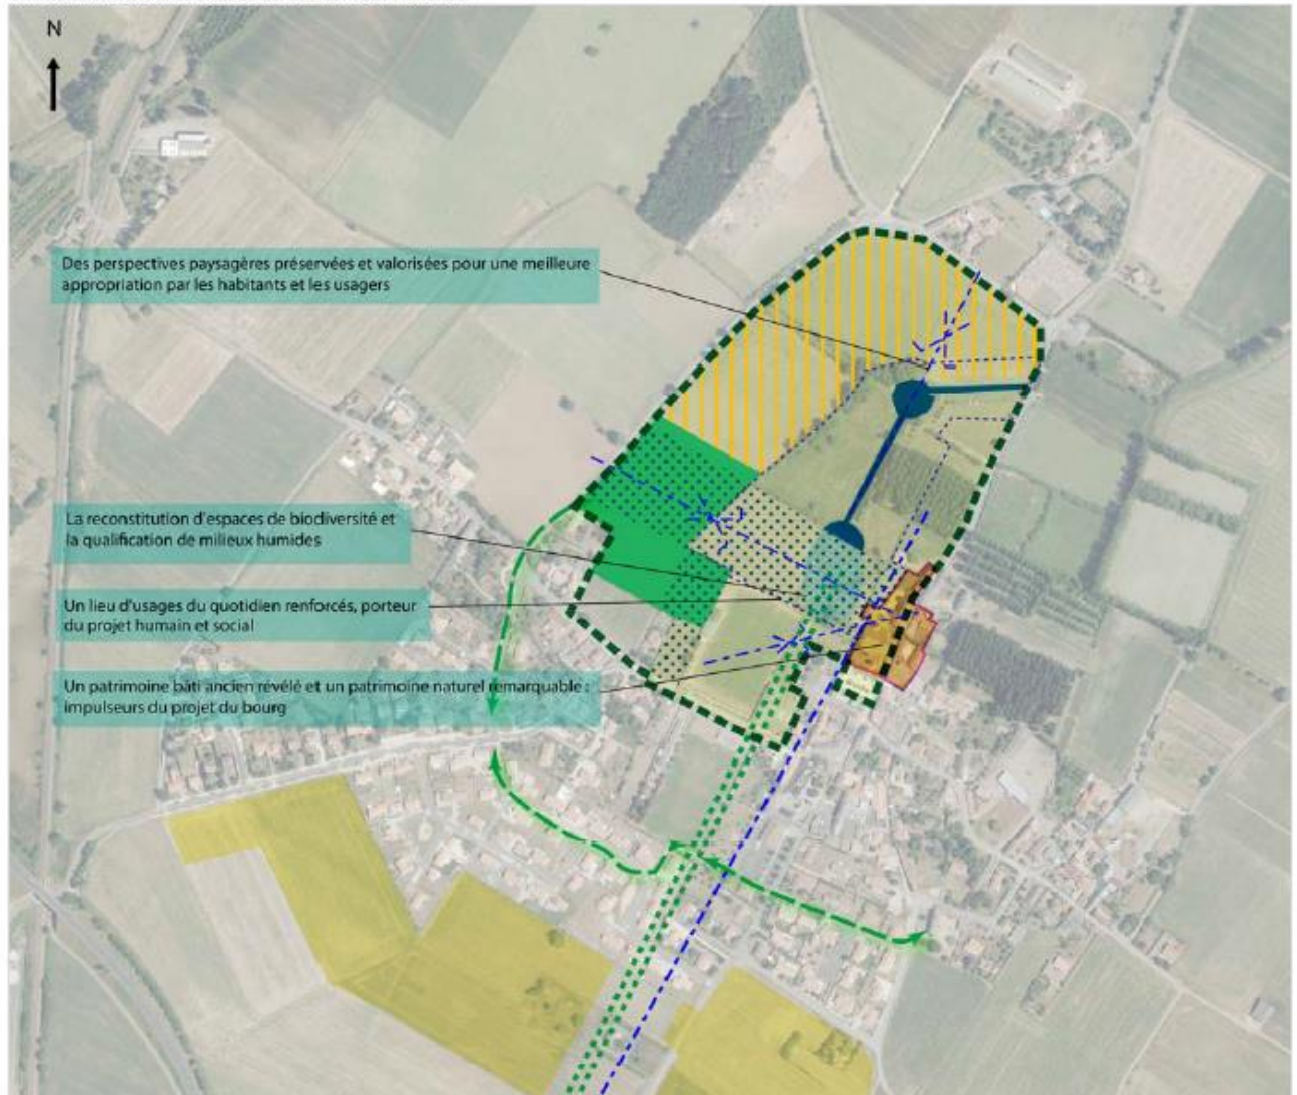 N
Des perspectives paysagères préservées et valorisées pour une meilleure
appropriation par les habitants et les usagers
La reconstitution d'espaces de biodiversité et
la qualification de milieux humides
Un lieu d'usages du quotidien renforcés, porteur
du projet humain et social
Un patrimoine bâti ancien révélé et un patrimoine naturel remarquable :
impulseurs du projet du bourg